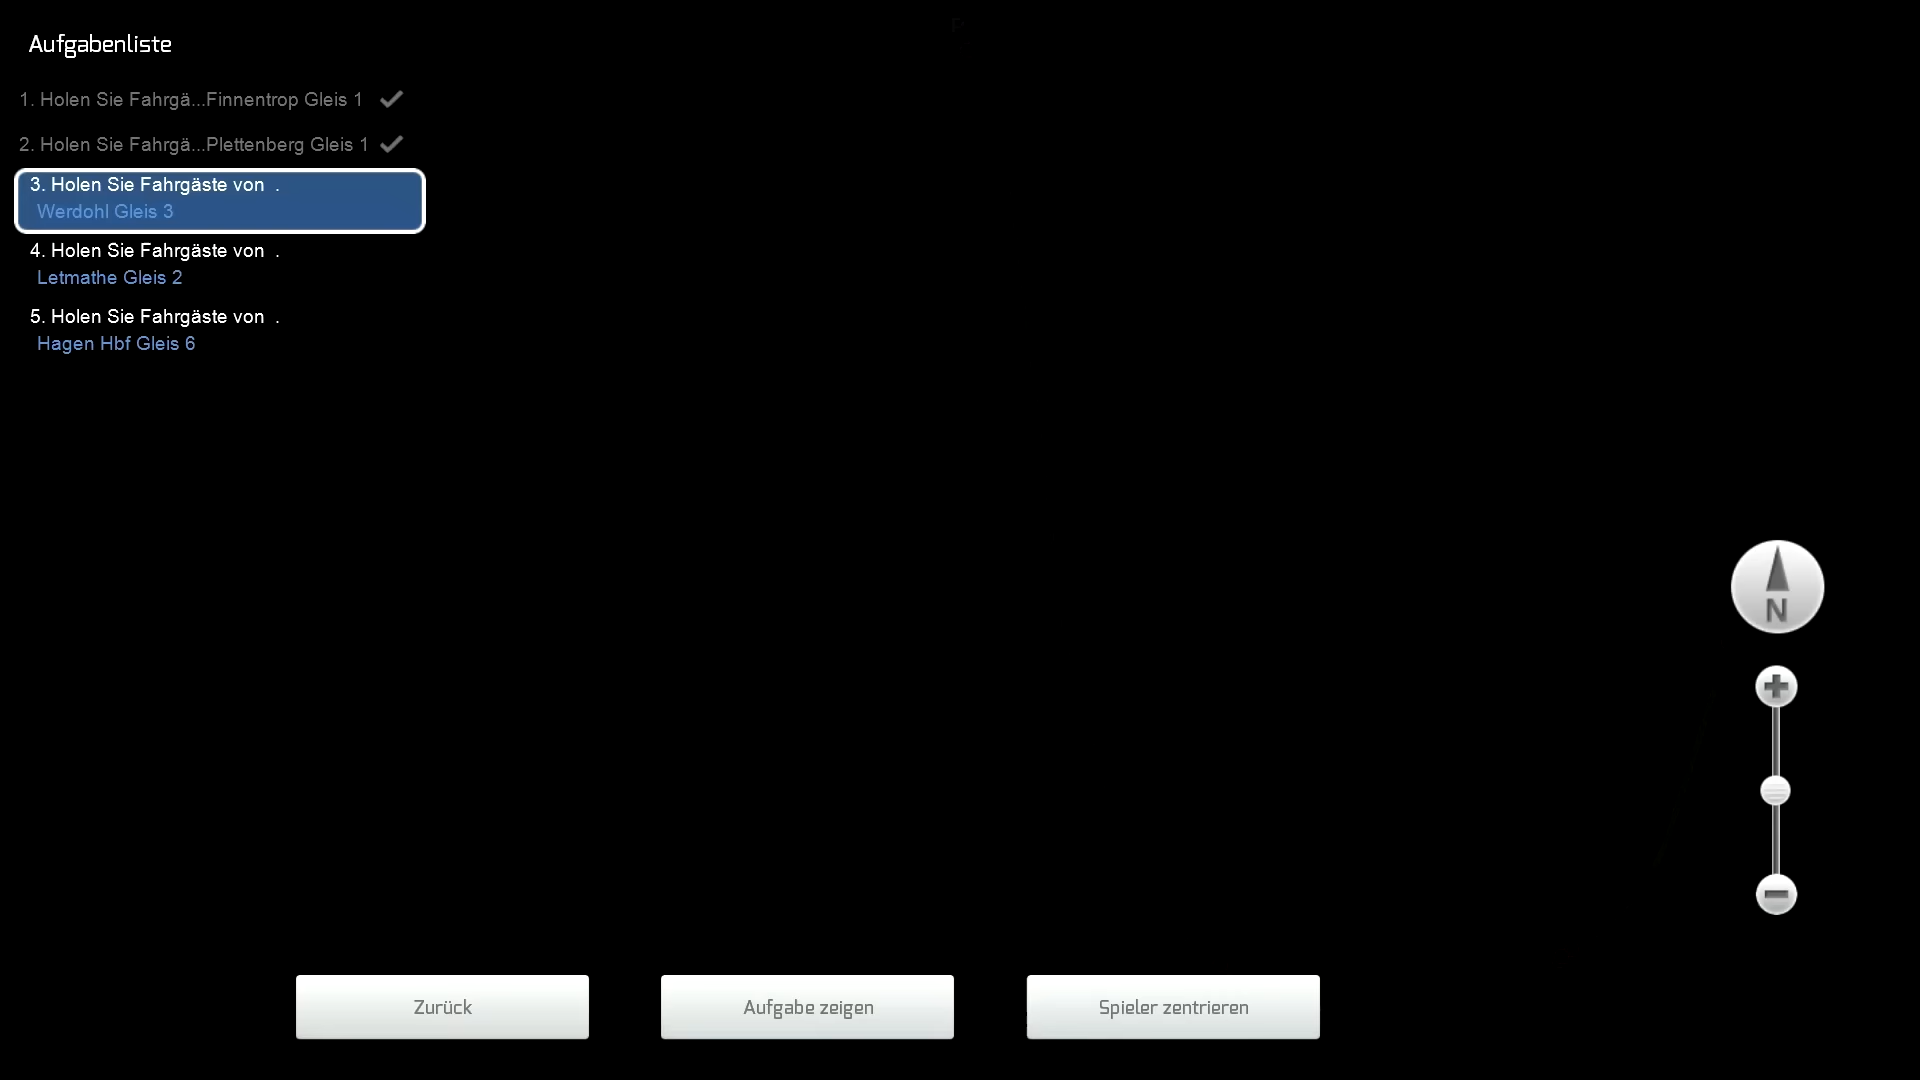 Aufgabenliste
1. Holen Sie Fahrgä...Finnentrop Gleis 1
2. Holen Sie Fahrgä...Plettenberg Gleis 1
3. Holen Sie Fahrgäste von .
Werdohl Gleis 3
4. Holen Sie Fahrgäste von .
Letmathe Gleis 2
5. Holen Sie Fahrgäste von .
Hagen Hbf Gleis 6
N
Zurück
Aufgabe zeigen
Spieler zentrieren